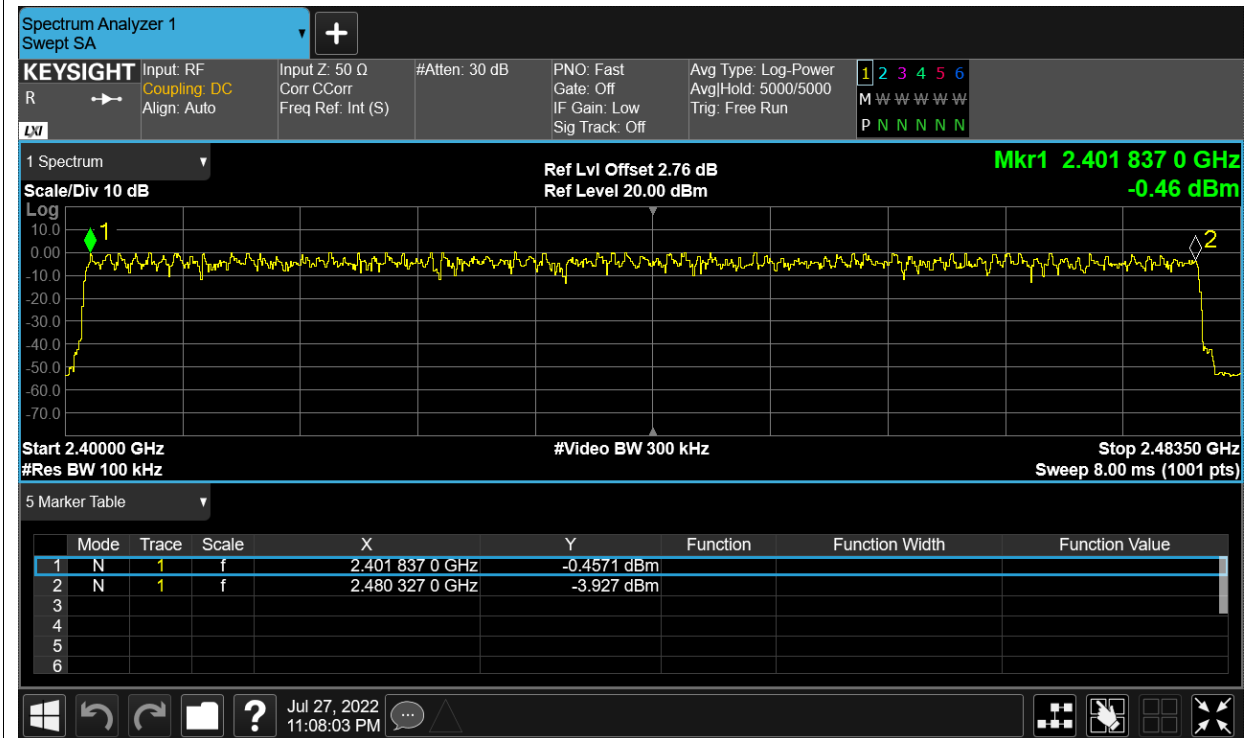 Spectrum Analyzer 1
Swept SA
KEYSIGHT
R
LXI
Input: RF
Coupling: DC
Align: Auto
Input Z: 50 Ω
Corr CCorr
Freq Ref: Int (S)
#Atten: 30 dB
PNO: Fast
Gate: Off
IF Gain: Low
Sig Track: Off
Avg Type: Log-Power
Avg|Hold: 5000/5000
Trig: Free Run
1 2 3 4 5 6
M W W W W W
P N N N N N
1 Spectrum
Scale/Div 10 dB
Ref Lvl Offset 2.76 dB
Ref Level 20.00 dBm
Mkr1 2.401 837 0 GHz
-0.46 dBm
Log
10.0
0.00
-10.0
-20.0
-30.0
-40.0
-50.0
-60.0
-70.0
1
2
Start 2.40000 GHz
#Res BW 100 kHz
#Video BW 300 kHz
Stop 2.48350 GHz
Sweep 8.00 ms (1001 pts)
5 Marker Table
Mode Trace Scale X Y Function Function Width Function Value
1 N 1 f 2.401 837 0 GHz -0.4571 dBm
2 N 1 f 2.480 327 0 GHz -3.927 dBm
3
4
5
6
?
Jul 27, 2022
11:08:03 PM